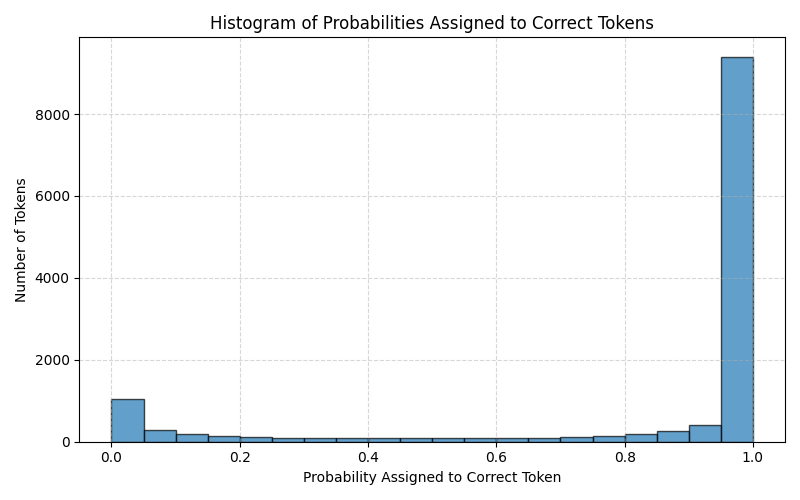 Histogram of Probabilities Assigned to Correct Tokens
Number of Tokens
8000
6000
4000
2000
0
0.0 0.2 0.4 0.6 0.8 1.0
Probability Assigned to Correct Token